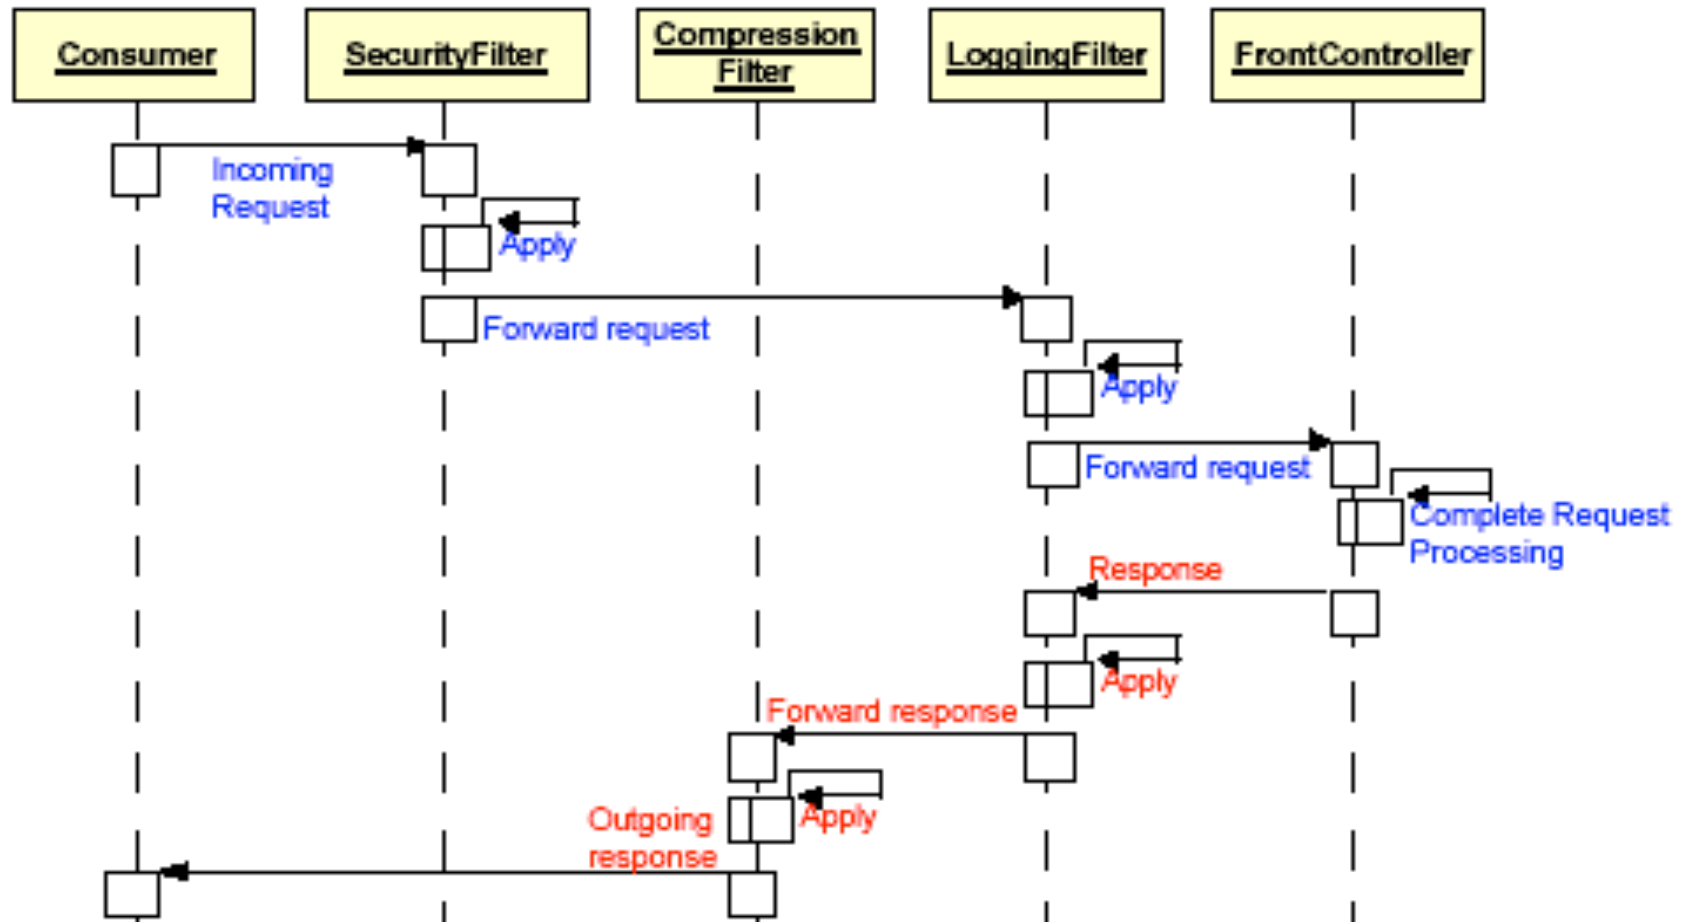 Consumer
SecurityFilter
Compression
Filter
LoggingFilter
FrontController
Incoming
Request
Apply
Forward request
Apply
Forward request
Complete Request
Processing
Response
Apply
Forward response
Apply
Outgoing
response